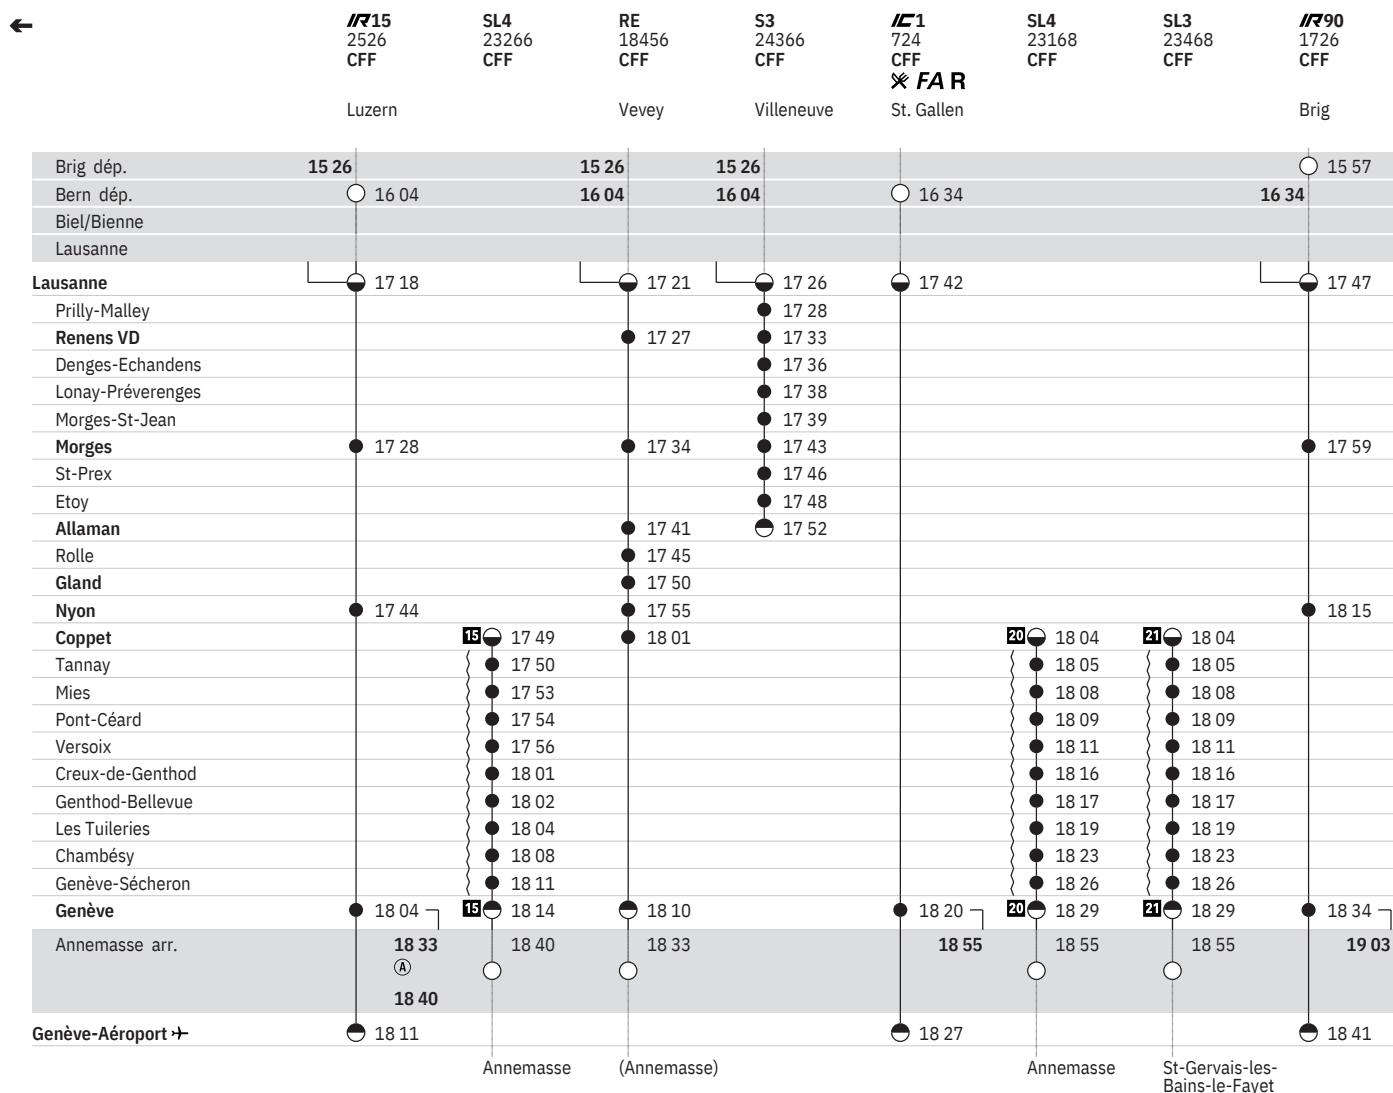 IR15 SL4 RE S3 IC1 SL4 SL3 IR90
2526 23266 18456 24366 724 23168 23468 1726
CFF CFF CFF CFF CFF CFF CFF CFF
FA R
Luzern Vevey Villeneuve St. Gallen Brig
Brig dép. 15 26 15 26 15 26 15 57
Bern dép. 16 04 16 04 16 04 16 34 16 34
Biel/Bienne
Lausanne
Lausanne 17 18 17 21 17 26 17 42 17 47
Prilly-Malley 17 28
Renens VD 17 27 17 33
Denges-Echandens 17 36
Lonay-Préverenges 17 38
Morges-St-Jean 17 39
Morges 17 28 17 34 17 43 17 59
St-Prex 17 46
Etoy 17 48
Allaman 17 41 17 52
Rolle 17 45
Gland 17 50
Nyon 17 44 17 55 18 15
Coppet 15 17 49 18 01 20 18 04 21 18 04
Tannay 17 50 18 05 18 05
Mies 17 53 18 08 18 08
Pont-Céard 17 54 18 09 18 09
Versoix 17 56 18 11 18 11
Creux-de-Genthod 18 01 18 16 18 16
Genthod-Bellevue 18 02 18 17 18 17
Les Tuileries 18 04 18 19 18 19
Chambésy 18 08 18 23 18 23
Genève-Sécheron 18 11 18 26 18 26
Genève 18 04 15 18 14 18 10 18 20 20 18 29 21 18 29 18 34
Annemasse arr. 18 33 18 40 18 33 18 55 18 55 18 55 19 03
A
18 40
Genève-Aéroport 18 11 18 27 18 41
Annemasse (Annemasse) Annemasse St-Gervais-les-
Bains-le-Fayet